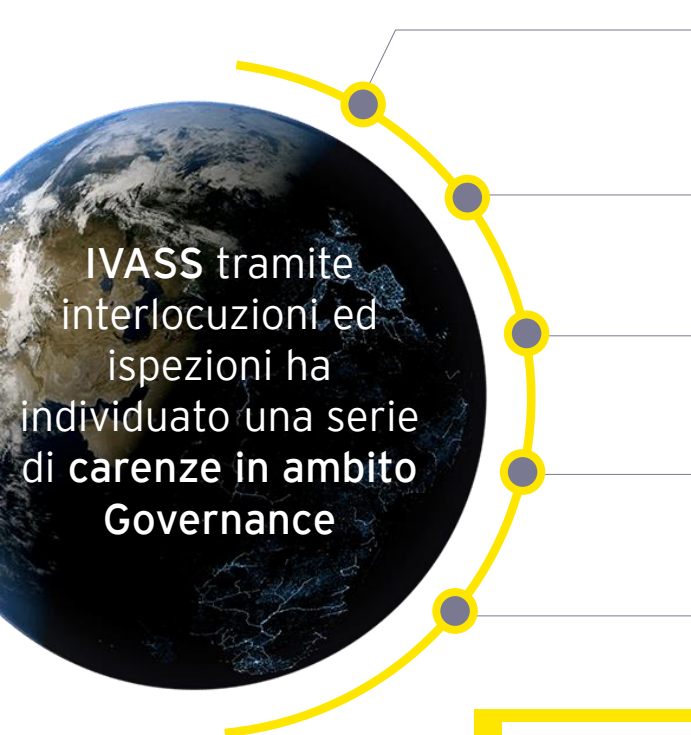 IVASS tramite
interlocuzioni ed
ispezioni ha
individuato una serie
di carenze in ambito
Governance